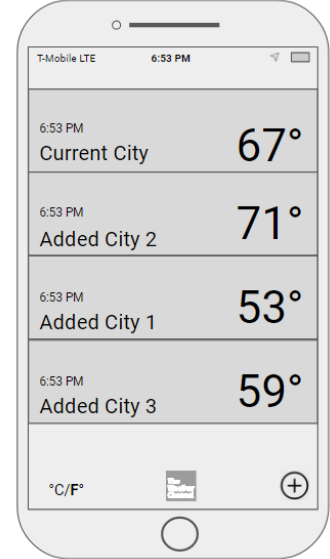 T-Mobile LTE 6:53 PM
6:53 PM
Current City 67°
6:53 PM
Added City 2 71°
6:53 PM
Added City 1 53°
6:53 PM
Added City 3 59°
°C/F°